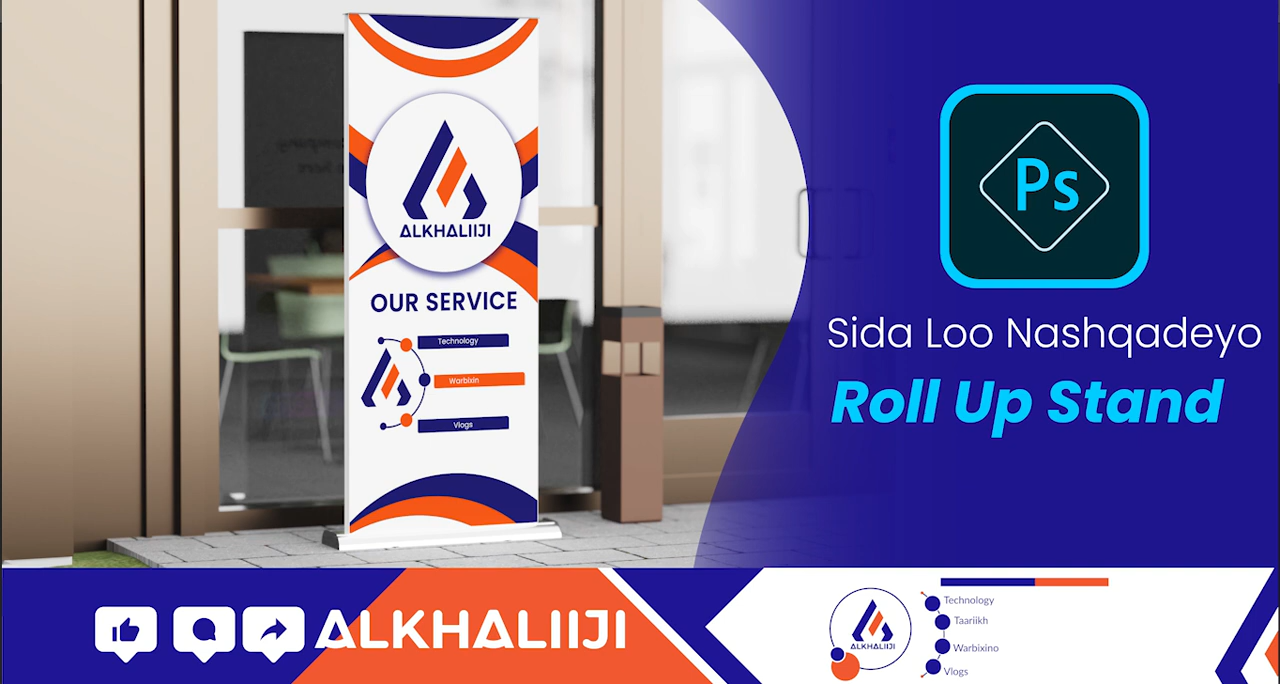 ALKHALIIJI
OUR SERVICE
Technology
Warbixin
Vlogs
Ps
Sida Loo Nashqadeyo
Roll Up Stand
ALKHALIIJI
ALKHALIIJI
Technology
Taariikh
Warbixino
Vlogs